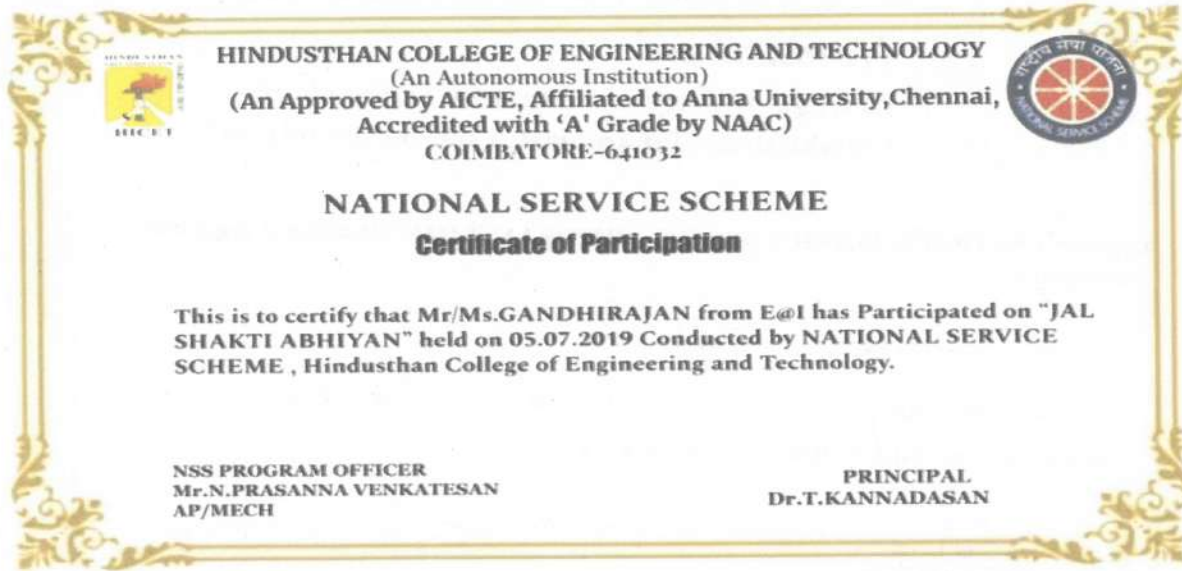 HINDUSTHAN
HICET
HINDUSTHAN COLLEGE OF ENGINEERING AND TECHNOLOGY
(An Autonomous Institution)
(An Approved by AICTE, Affiliated to Anna University,Chennai,
Accredited with ‘A' Grade by NAAC)
COIMBATORE-641032
राष्ट्रीय सेवा योजना
NATIONAL SERVICE SCHEME
NATIONAL SERVICE SCHEME
Certificate of Participation
This is to certify that Mr/Ms.GANDHIRAJAN from E@I has Participated on "JAL
SHAKTI ABHIYAN" held on 05.07.2019 Conducted by NATIONAL SERVICE
SCHEME , Hindusthan College of Engineering and Technology.
NSS PROGRAM OFFICER
Mr.N.PRASANNA VENKATESAN
AP/MECH
PRINCIPAL
Dr.T.KANNADASAN